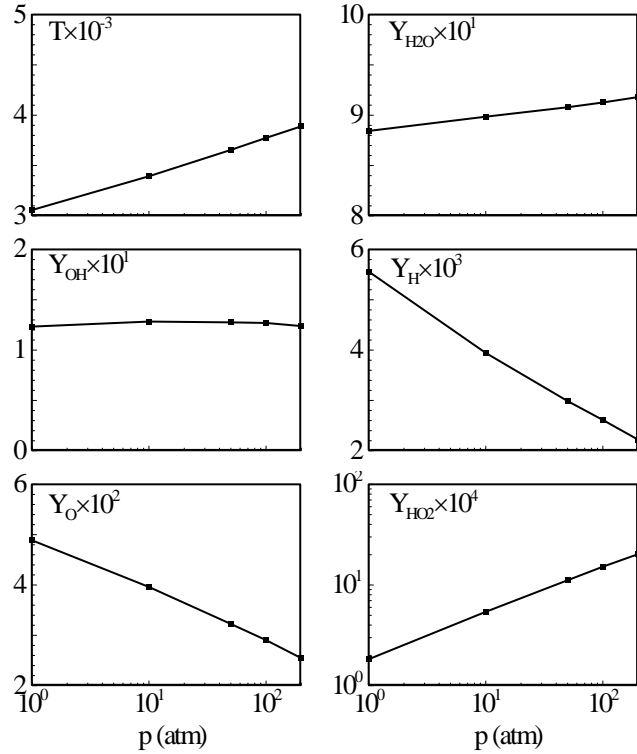 T×10⁻³
Y_H2O×10¹
5
4
3
10
9
8
Y_OH×10¹
Y_H×10³
2
1
0
6
4
2
Y_O×10²
Y_HO2×10⁴
6
4
2
10²
10¹
10⁰
10⁰ 10¹ 10²
10⁰ 10¹ 10²
p (atm)
p (atm)